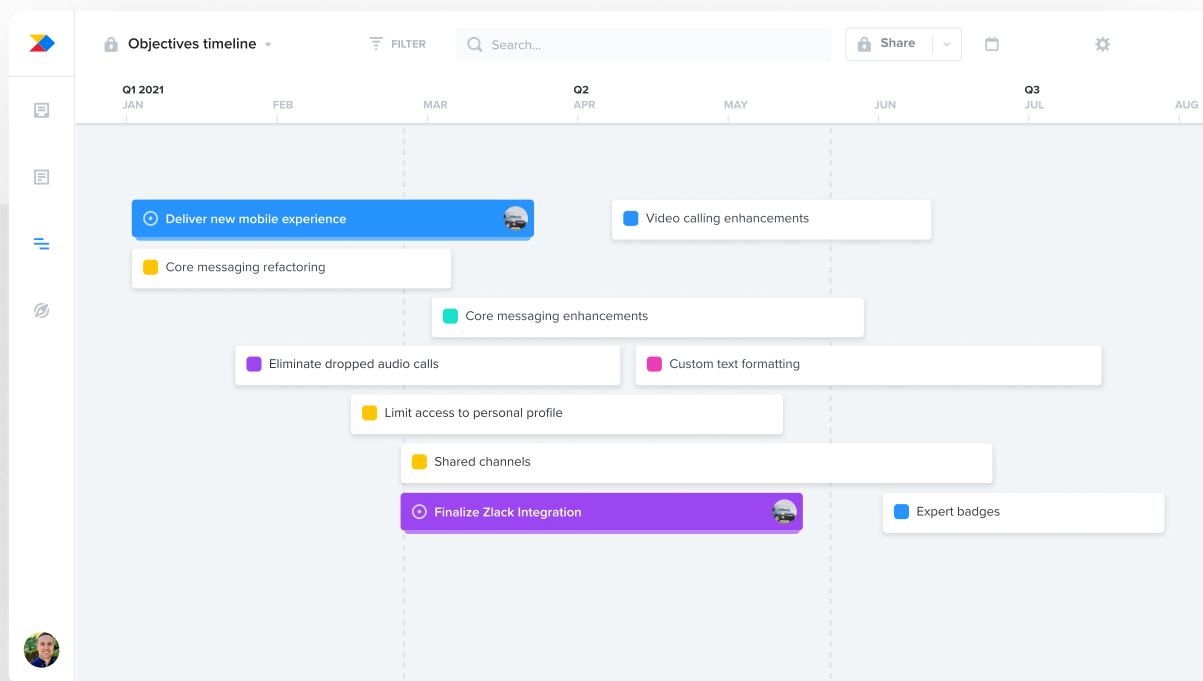 Objectives timeline
FILTER
Search...
Share
Q1 2021
Q2
Q3
JAN
FEB
MAR
APR
MAY
JUN
JUL
AUG
Deliver new mobile experience
Video calling enhancements
Core messaging refactoring
Core messaging enhancements
Eliminate dropped audio calls
Custom text formatting
Limit access to personal profile
Shared channels
Finalize Zlack Integration
Expert badges